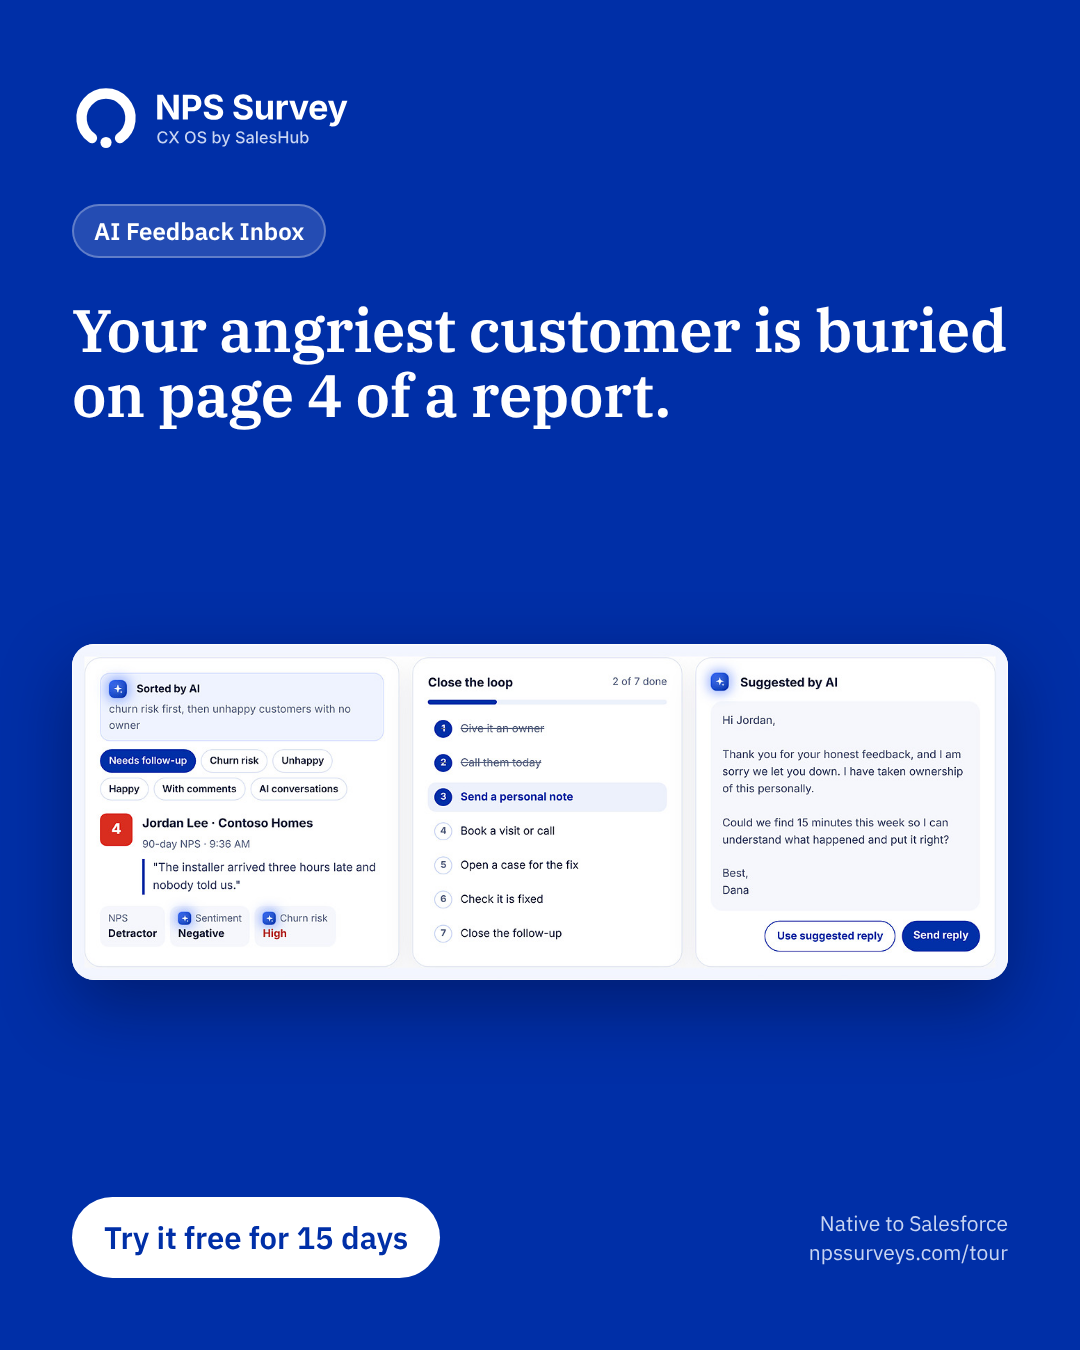 NPS Survey
CX OS by SalesHub
AI Feedback Inbox
Your angriest customer is buried
on page 4 of a report.
Sorted by AI
churn risk first, then unhappy customers with no
owner
Needs follow-up
Churn risk
Unhappy
Happy
With comments
AI conversations
4
Jordan Lee · Contoso Homes
90-day NPS · 9:36 AM
"The installer arrived three hours late and
nobody told us."
NPS
Detractor
Sentiment
Negative
Churn risk
High
Close the loop
2 of 7 done
1 Give it an owner
2 Call them today
3 Send a personal note
4 Book a visit or call
5 Open a case for the fix
6 Check it is fixed
7 Close the follow-up
Suggested by AI
Hi Jordan,
Thank you for your honest feedback, and I am
sorry we let you down. I have taken ownership
of this personally.
Could we find 15 minutes this week so I can
understand what happened and put it right?
Best,
Dana
Use suggested reply
Send reply
Try it free for 15 days
Native to Salesforce
npssurveys.com/tour